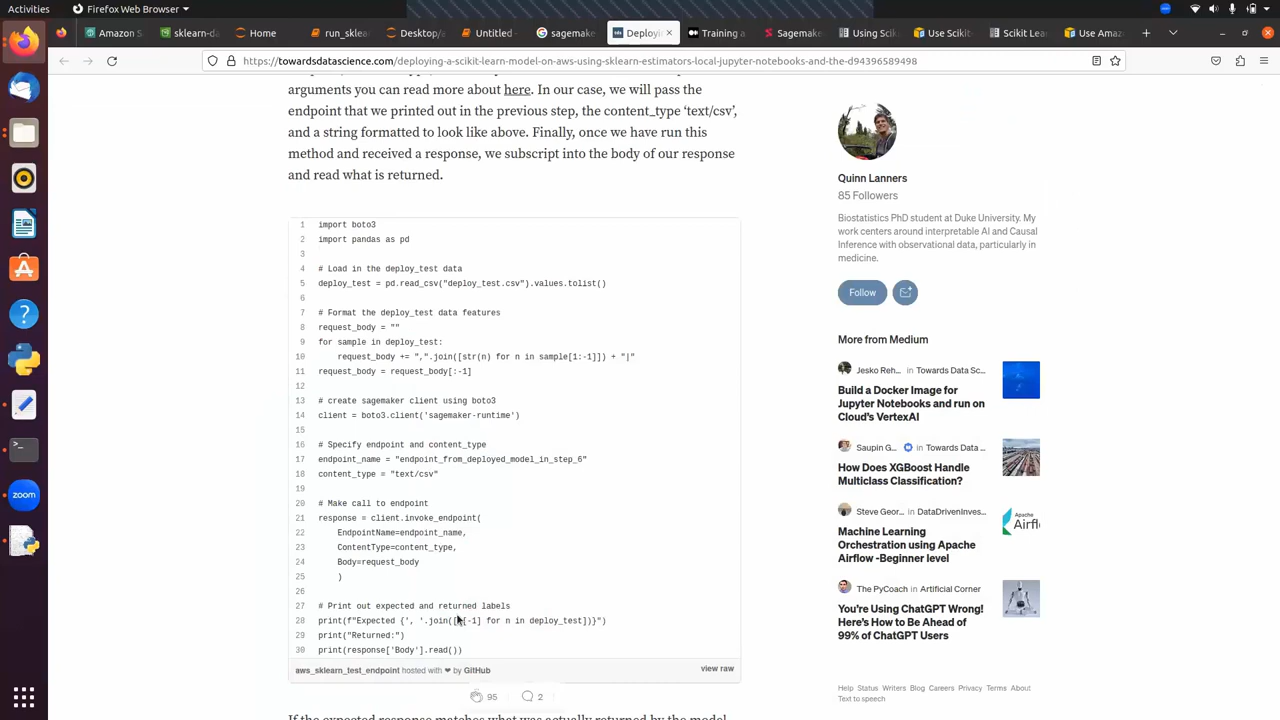 Activities
Firefox Web Browser
Amazon S
Home
run_sklea
Desktop/a
Untitled
sagemake
Deployin
Training a
Sagemake
Using Scik
Use Scikit
Scikit Lea
Use Amaz
https://towardsdatascience.com/deploying-a-scikit-learn-model-on-aws-using-sklearn-estimators-local-jupyter-notebooks-and-the-d94396589498
arguments you can read more about here. In our case, we will pass the
endpoint that we printed out in the previous step, the content_type ‘text/csv’,
and a string formatted to look like above. Finally, once we have run this
method and received a response, we subscript into the body of our response
and read what is returned.
1 import boto3
2 import pandas as pd
3
4 # Load in the deploy_test data
5 deploy_test = pd.read_csv("deploy_test.csv").values.tolist()
6
7 # Format the deploy_test data features
8 request_body = ""
9 for sample in deploy_test:
10 request_body += ",".join([str(n) for n in sample[1:-1]]) + "|"
11 request_body = request_body[:-1]
12
13 # create sagemaker client using boto3
14 client = boto3.client('sagemaker-runtime')
15
16 # Specify endpoint and content_type
17 endpoint_name = "endpoint_from_deployed_model_in_step_6"
18 content_type = "text/csv"
19
20 # Make call to endpoint
21 response = client.invoke_endpoint(
22 EndpointName=endpoint_name,
23 ContentType=content_type,
24 Body=request_body
25 )
26
27 # Print out expected and returned labels
28 print(f"Expected {', '.join([n[-1] for n in deploy_test])}")
29 print("Returned:")
30 print(response['Body'].read())
aws_sklearn_test_endpoint hosted with ❤ by GitHub
view raw
95
2
If the expected response matches what was actually returned by the model
Quinn Lanners
85 Followers
Biostatistics PhD student at Duke University. My
work centers around interpretable AI and Causal
Inference with observational data, particularly in
medicine.
Follow
More from Medium
Jesko Reh... in Towards Data Sc...
Build a Docker Image for
Jupyter Notebooks and run on
Cloud’s VertexAI
Saupin G... in Towards Data ...
How Does XGBoost Handle
Multiclass Classification?
Steve Geor... in DataDrivenInves...
Machine Learning
Orchestration using Apache
Airflow -Beginner level
APACHE
Airfl
The PyCoach in Artificial Corner
You’re Using ChatGPT Wrong!
Here’s How to Be Ahead of
99% of ChatGPT Users
Help Status Writers Blog Careers Privacy Terms About
Text to speech
zoom